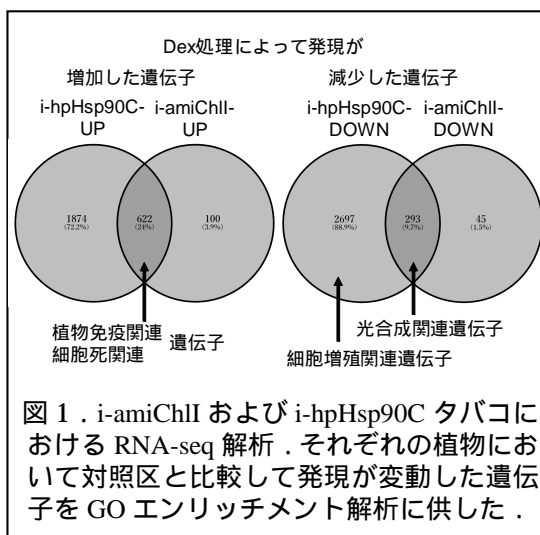 Dex処理によって発現が
増加した遺伝子
減少した遺伝子
i-hpHsp90C-
UP
i-amiChlI-
UP
i-hpHsp90C-
DOWN
i-amiChlI-
DOWN
1874
(72.2%)
622
(24%)
100
(3.9%)
2697
(88.9%)
293
(9.7%)
45
(1.5%)
植物免疫関連
細胞死関連
遺伝子
光合成関連遺伝子
細胞増殖関連遺伝子
図 1．i-amiChlI および i-hpHsp90C タバコに
おける RNA-seq 解析．それぞれの植物にお
いて対照区と比較して発現が変動した遺伝
子を GO エンリッチメント解析に供した．